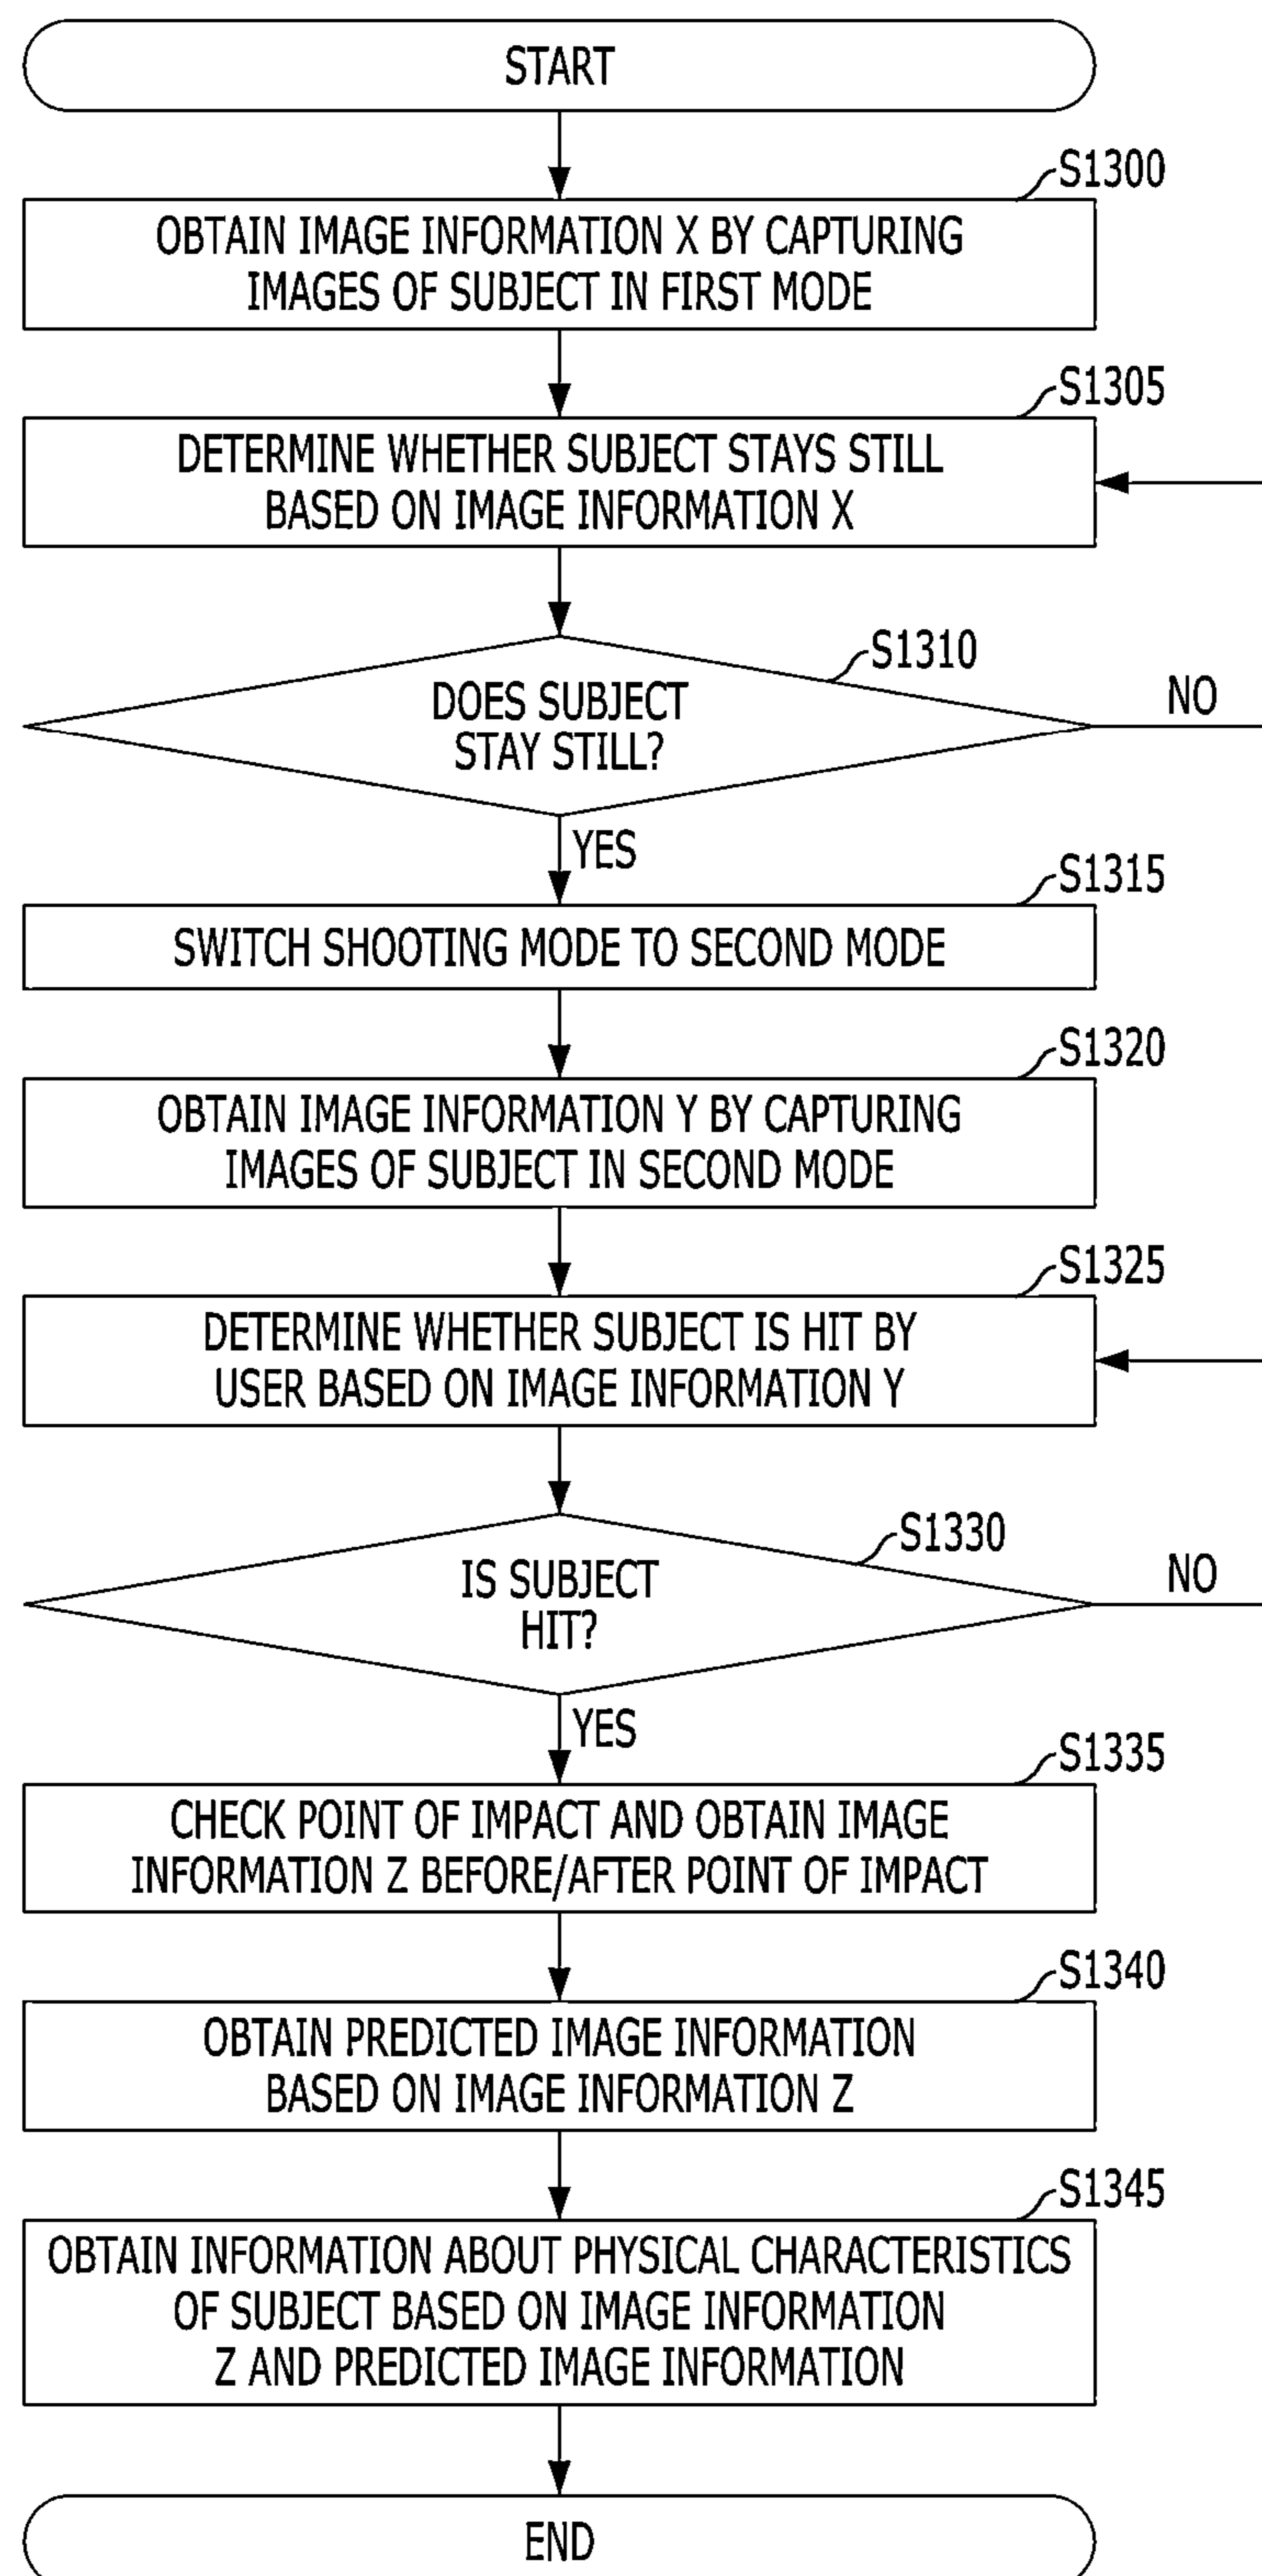 START
S1300
OBTAIN IMAGE INFORMATION X BY CAPTURING
IMAGES OF SUBJECT IN FIRST MODE
S1305
DETERMINE WHETHER SUBJECT STAYS STILL
BASED ON IMAGE INFORMATION X
S1310
DOES SUBJECT
STAY STILL?
NO
YES
S1315
SWITCH SHOOTING MODE TO SECOND MODE
S1320
OBTAIN IMAGE INFORMATION Y BY CAPTURING
IMAGES OF SUBJECT IN SECOND MODE
S1325
DETERMINE WHETHER SUBJECT IS HIT BY
USER BASED ON IMAGE INFORMATION Y
S1330
IS SUBJECT
HIT?
NO
YES
S1335
CHECK POINT OF IMPACT AND OBTAIN IMAGE
INFORMATION Z BEFORE/AFTER POINT OF IMPACT
S1340
OBTAIN PREDICTED IMAGE INFORMATION
BASED ON IMAGE INFORMATION Z
S1345
OBTAIN INFORMATION ABOUT PHYSICAL CHARACTERISTICS
OF SUBJECT BASED ON IMAGE INFORMATION
Z AND PREDICTED IMAGE INFORMATION
END